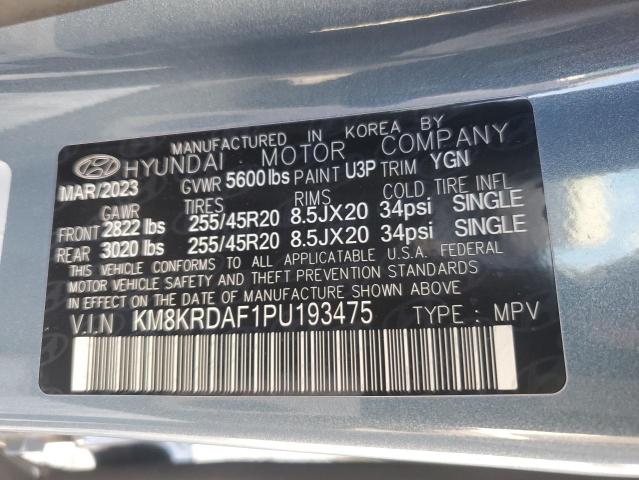 MANUFACTURED IN KOREA BY
HYUNDAI MOTOR COMPANY
MAR/2023 GVWR 5600 lbs PAINT U3P TRIM YGN
GAWR TIRES RIMS COLD TIRE INFL
FRONT 2822 lbs 255/45R20 8.5JX20 34psi SINGLE
REAR 3020 lbs 255/45R20 8.5JX20 34psi SINGLE
THIS VEHICLE CONFORMS TO ALL APPLICATABLE U.S.A. FEDERAL
MOTOR VEHICLE SAFETY AND THEFT PREVENTION STANDARDS
IN EFFECT ON THE DATE OF MANUFACTURE SHOWN ABOVE
V.I.N KM8KRDAF1PU193475 TYPE : MPV